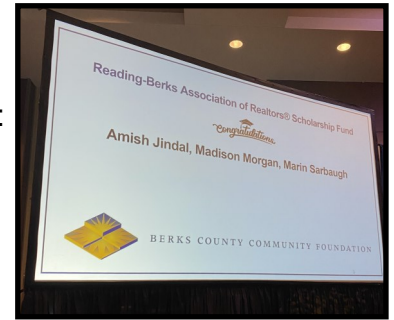 Reading-Berks Association of Realtors® Scholarship Fund
Congratulations
Amish Jindal, Madison Morgan, Marin Sarbaugh
BERKS COUNTY COMMUNITY FOUNDATION